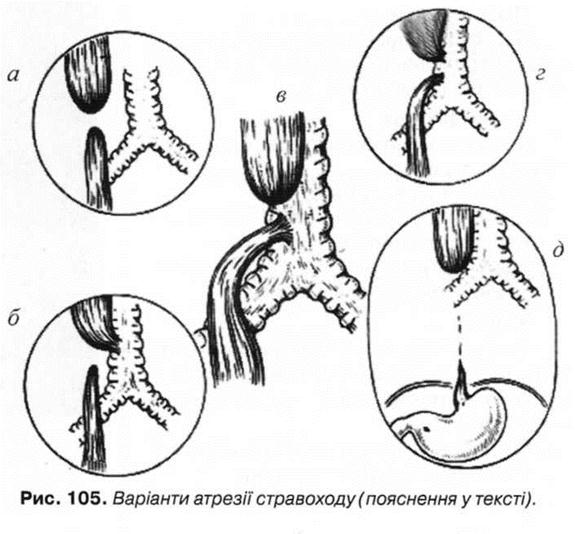 а
г
в
б
д
Рис. 105. Варіанти атрезії стравоходу (пояснення у тексті).